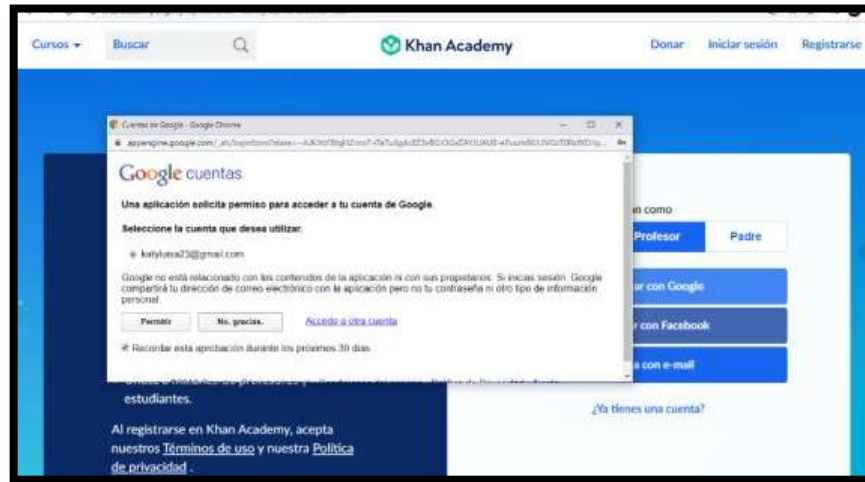 Cursos
Buscar
Khan Academy
Donar
Iniciar sesión
Registrarse
Cuentas de Google - Google Chrome
Google cuentas
Una aplicación solicita permiso para acceder a tu cuenta de Google.
Seleccione la cuenta que desea utilizar.
katyluisa23@gmail.com
Google no está relacionado con los contenidos de la aplicación ni con sus propietarios. Si inicias sesión, Google
compartirá tu dirección de correo electrónico con la aplicación pero no tu contraseña ni otro tipo de información
personal.
Permitir
No, gracias.
Acceder a otra cuenta
Recordar esta aprobación durante los próximos 30 días
como
Profesor
Padre
con Google
con Facebook
con e-mail
¿Ya tienes una cuenta?
estudiantes.
Al registrarse en Khan Academy, acepta
nuestros Términos de uso y nuestra Política
de privacidad .